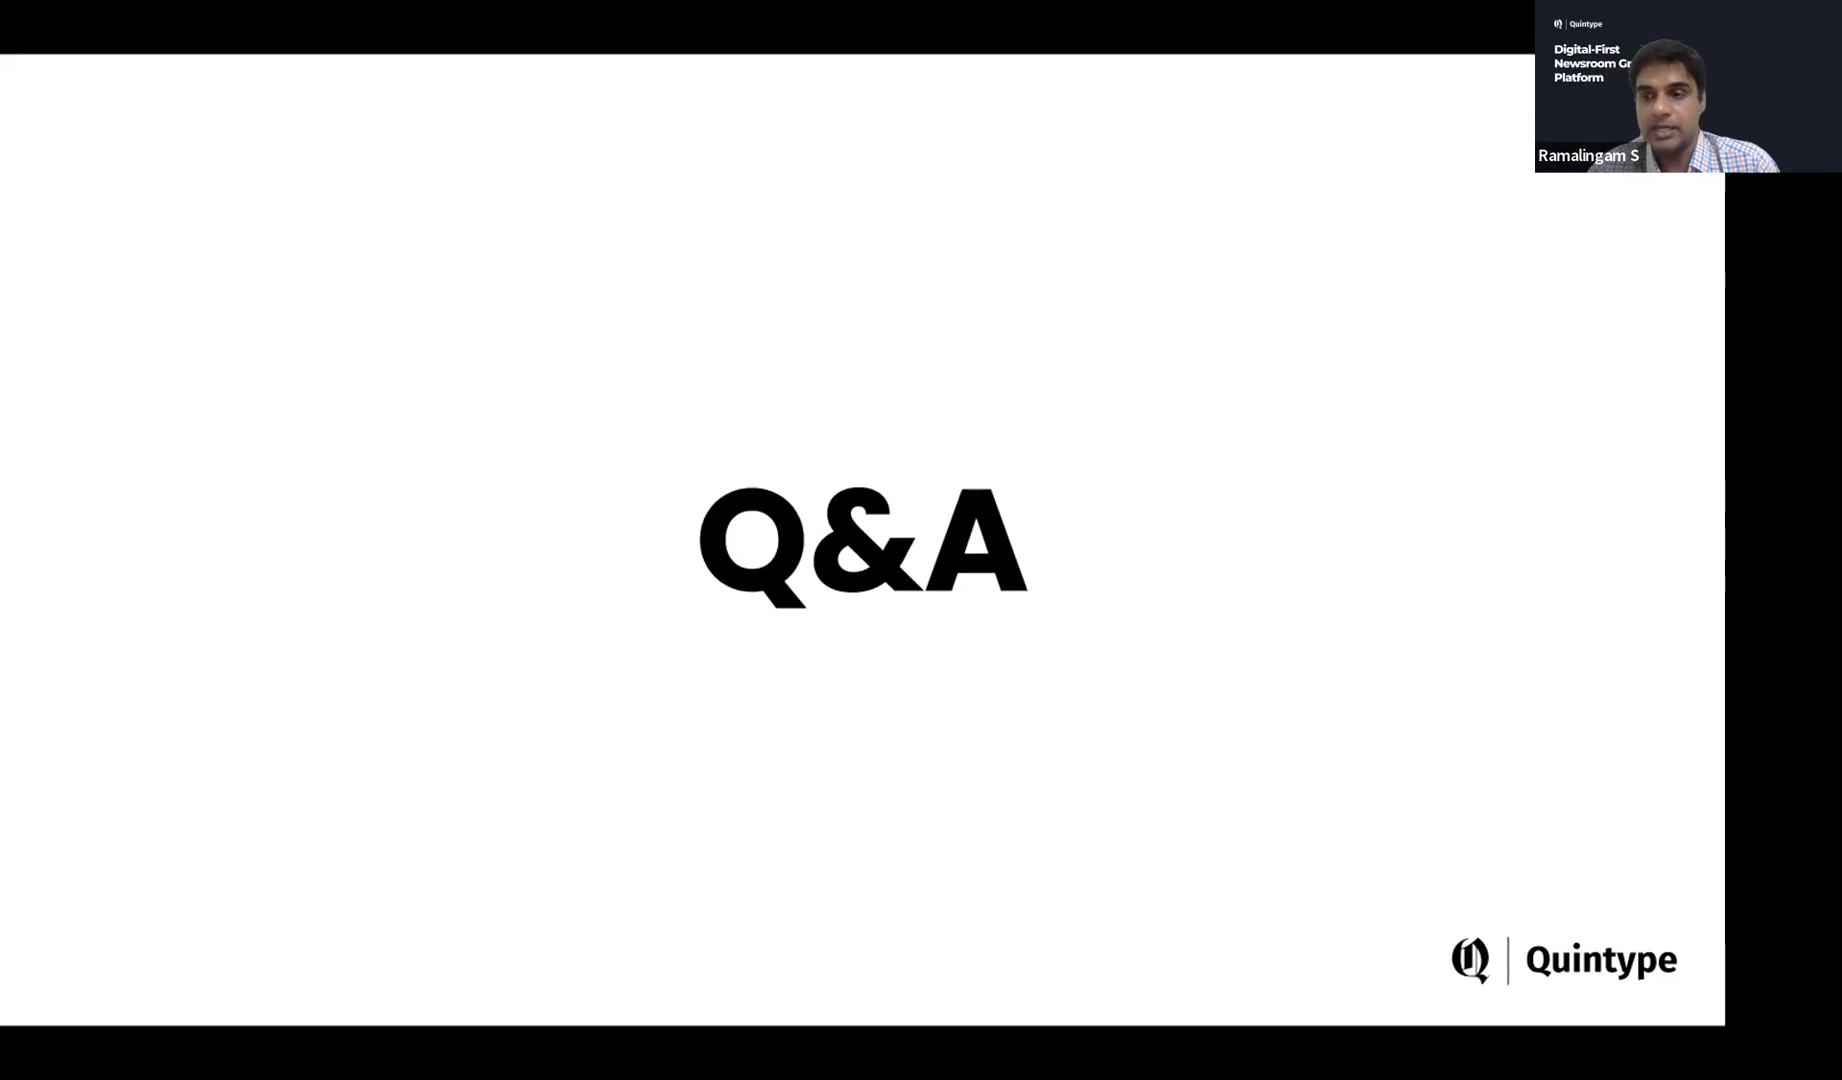 Quintype
Digital-First
Newsroom Gr
Platform
Ramalingam S
Q&A
Quintype